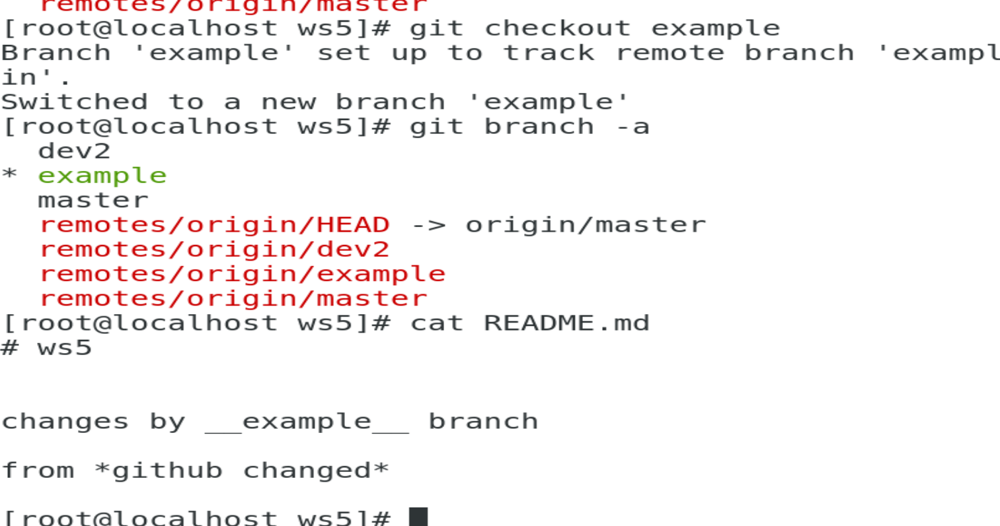 remotes/origin/master
[root@localhost ws5]# git checkout example
Branch 'example' set up to track remote branch 'exampl
in'.
Switched to a new branch 'example'
[root@localhost ws5]# git branch -a
  dev2
* example
  master
  remotes/origin/HEAD -> origin/master
  remotes/origin/dev2
  remotes/origin/example
  remotes/origin/master
[root@localhost ws5]# cat README.md
# ws5
changes by __example__ branch
from *github changed*
[root@localhost ws5]#